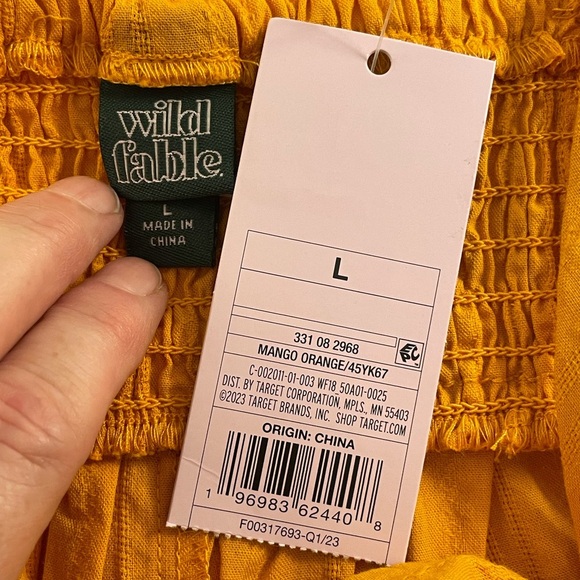 wild
fable.
L
MADE IN
CHINA
L
331 08 2968
MANGO ORANGE/45YK67
C-002011-01-003 WF18_50A01-0025
DIST. BY TARGET CORPORATION, MPLS, MN 55403
©2023 TARGET BRANDS, INC. SHOP TARGET.COM
ORIGIN: CHINA
1 96983 62440 8
F00317693-Q1/23